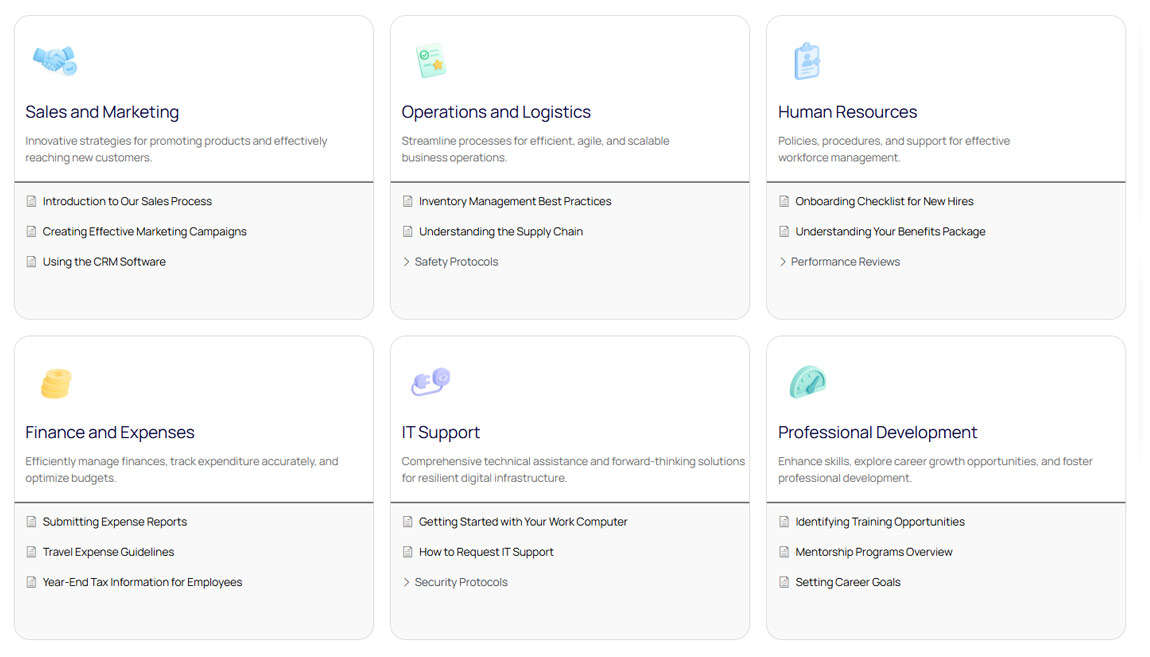 Sales and Marketing
Innovative strategies for promoting products and effectively
reaching new customers.
Introduction to Our Sales Process
Creating Effective Marketing Campaigns
Using the CRM Software
Operations and Logistics
Streamline processes for efficient, agile, and scalable
business operations.
Inventory Management Best Practices
Understanding the Supply Chain
Safety Protocols
Human Resources
Policies, procedures, and support for effective
workforce management.
Onboarding Checklist for New Hires
Understanding Your Benefits Package
Performance Reviews
Finance and Expenses
Efficiently manage finances, track expenditure accurately, and
optimize budgets.
Submitting Expense Reports
Travel Expense Guidelines
Year-End Tax Information for Employees
IT Support
Comprehensive technical assistance and forward-thinking solutions
for resilient digital infrastructure.
Getting Started with Your Work Computer
How to Request IT Support
Security Protocols
Professional Development
Enhance skills, explore career growth opportunities, and foster
professional development.
Identifying Training Opportunities
Mentorship Programs Overview
Setting Career Goals